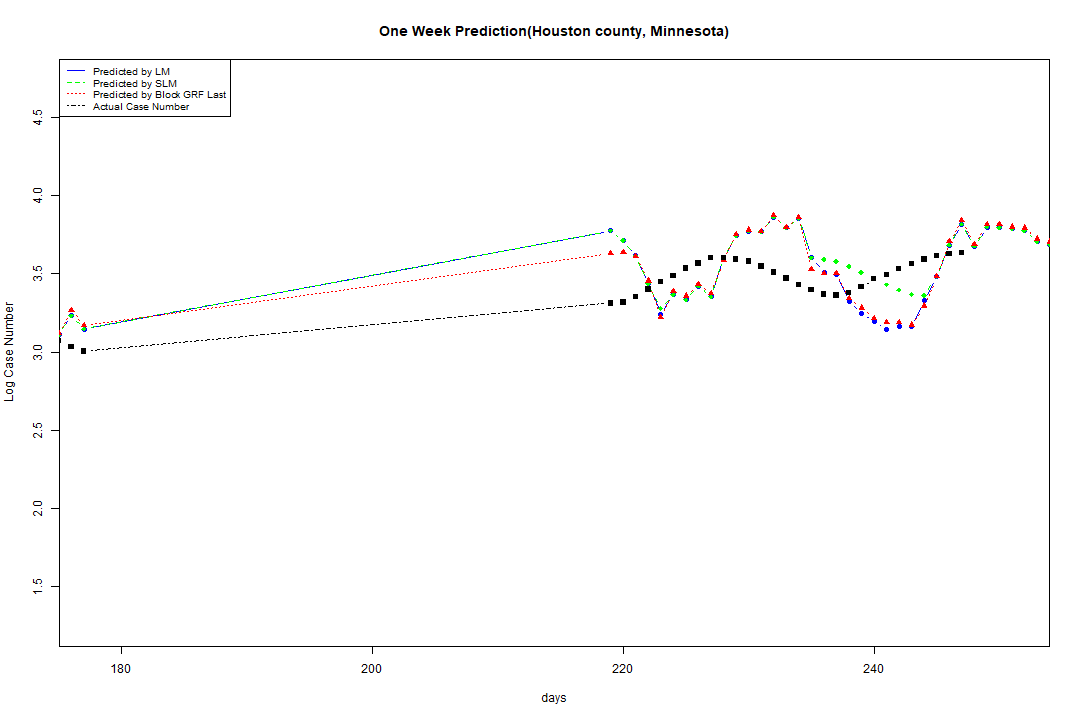 One Week Prediction(Houston county, Minnesota)
Predicted by LM
Predicted by SLM
Predicted by Block GRF Last
Actual Case Number
Log Case Number
4.5
4.0
3.5
3.0
2.5
2.0
1.5
180 200 220 240
days